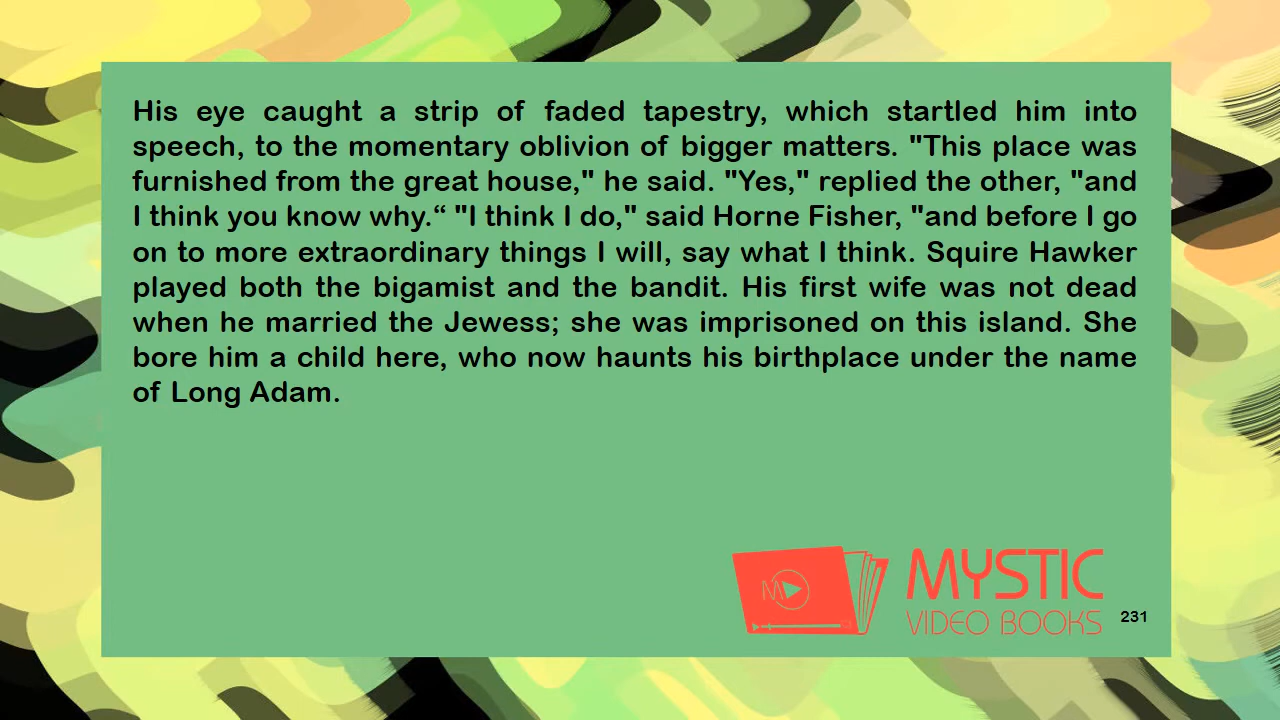 His eye caught a strip of faded tapestry, which startled him into
speech, to the momentary oblivion of bigger matters. "This place was
furnished from the great house," he said. "Yes," replied the other, "and
I think you know why.“ "I think I do," said Horne Fisher, "and before I go
on to more extraordinary things I will, say what I think. Squire Hawker
played both the bigamist and the bandit. His first wife was not dead
when he married the Jewess; she was imprisoned on this island. She
bore him a child here, who now haunts his birthplace under the name
of Long Adam.
M
MYSTIC
VIDEO BOOKS
231